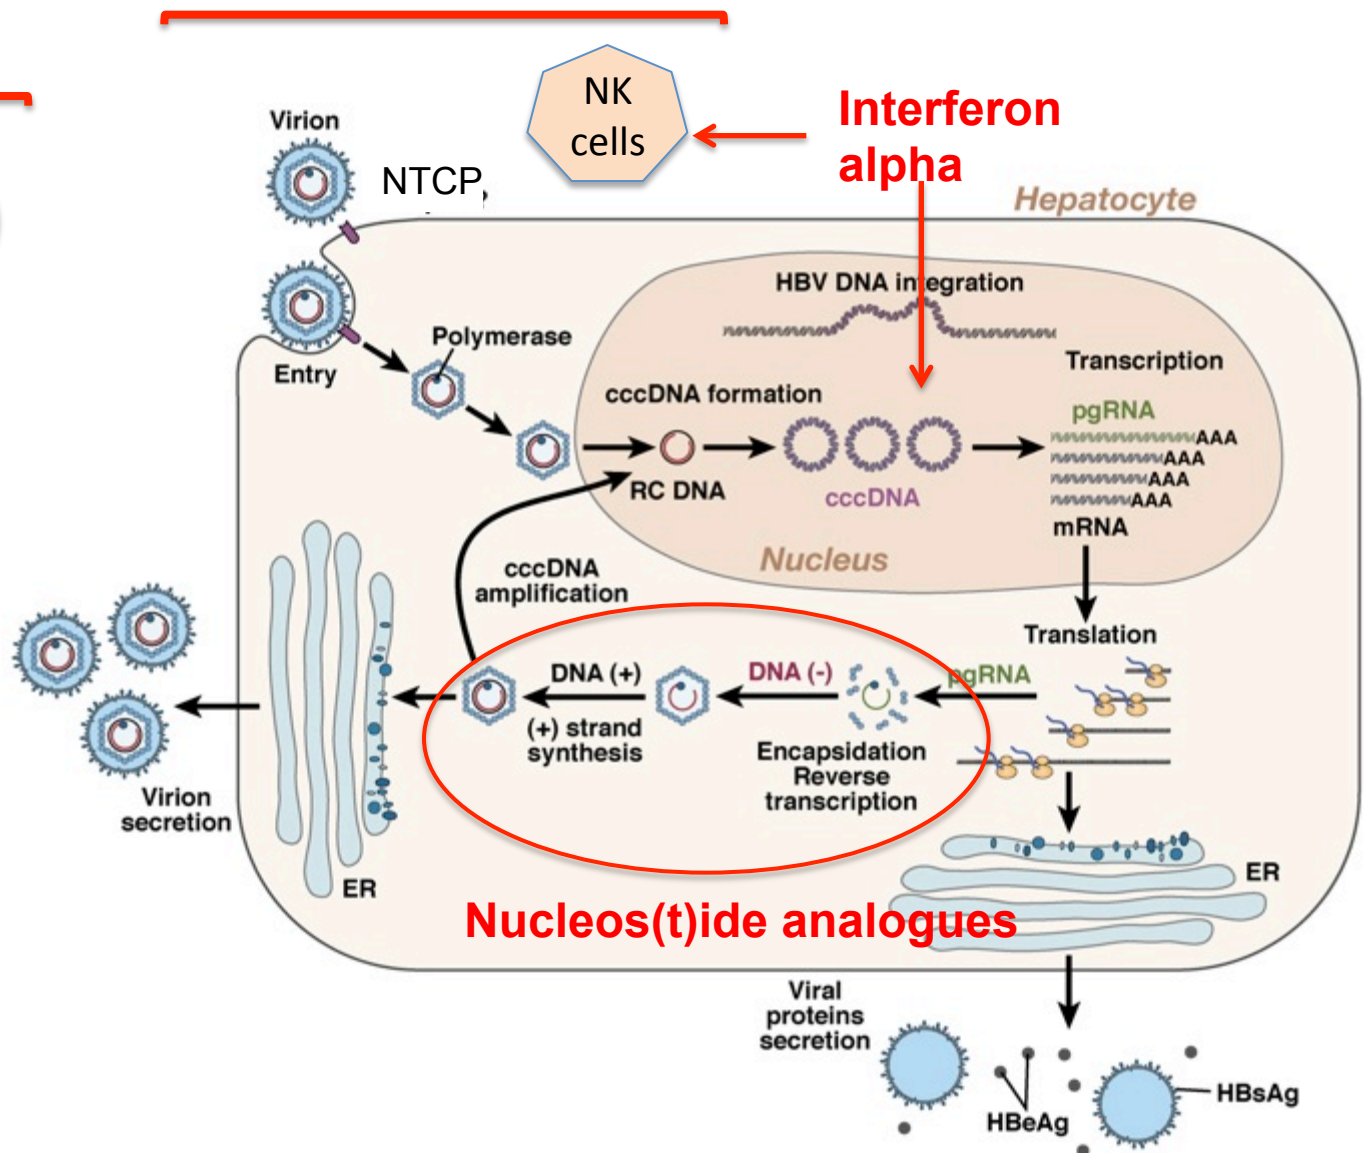 NK
cells
Interferon
alpha
Virion
NTCP
Hepatocyte
HBV DNA integration
Polymerase
Entry
Transcription
cccDNA formation
pgRNA
AAA
AAA
AAA
AAA
RC DNA
cccDNA
mRNA
Nucleus
cccDNA
amplification
Translation
DNA (+)
DNA (-)
pgRNA
(+) strand
synthesis
Encapsidation
Reverse
transcription
Virion
secretion
ER
ER
Nucleos(t)ide analogues
Viral
proteins
secretion
HBsAg
HBeAg